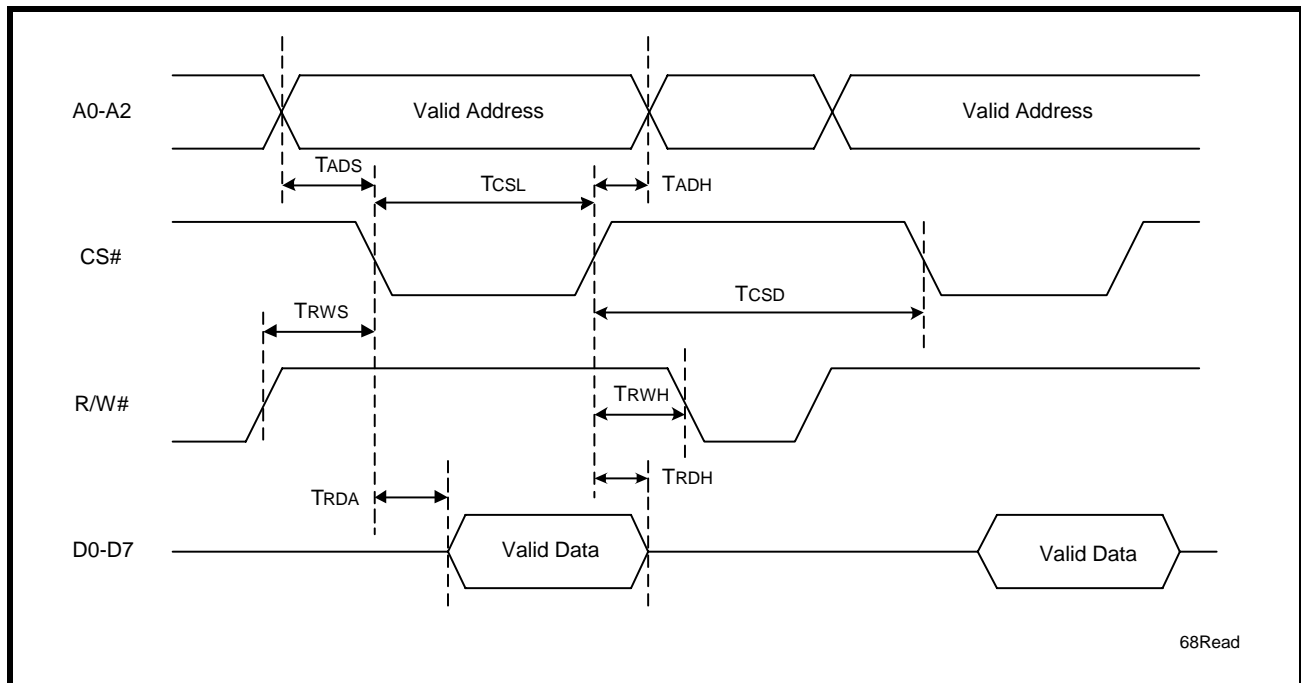 A0-A2
Valid Address
Valid Address
TADS
TCSL
TADH
CS#
TCSD
TRWS
R/W#
TRWH
TRDH
TRDA
D0-D7
Valid Data
Valid Data
68Read